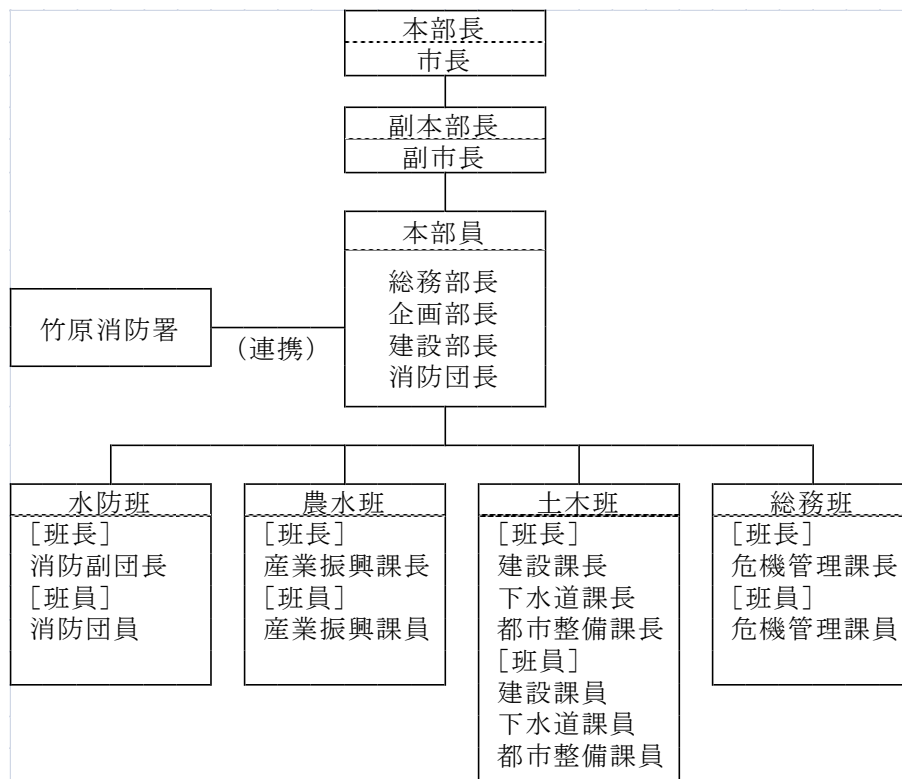 本部長
市長
副本部長
副市長
本部員
総務部長
企画部長
建設部長
消防団長
竹原消防署
（連携）
水防班
[班長]
消防副団長
[班員]
消防団員
農水班
[班長]
産業振興課長
[班員]
産業振興課員
土木班
[班長]
建設課長
下水道課長
都市整備課長
[班員]
建設課員
下水道課員
都市整備課員
総務班
[班長]
危機管理課長
[班員]
危機管理課員